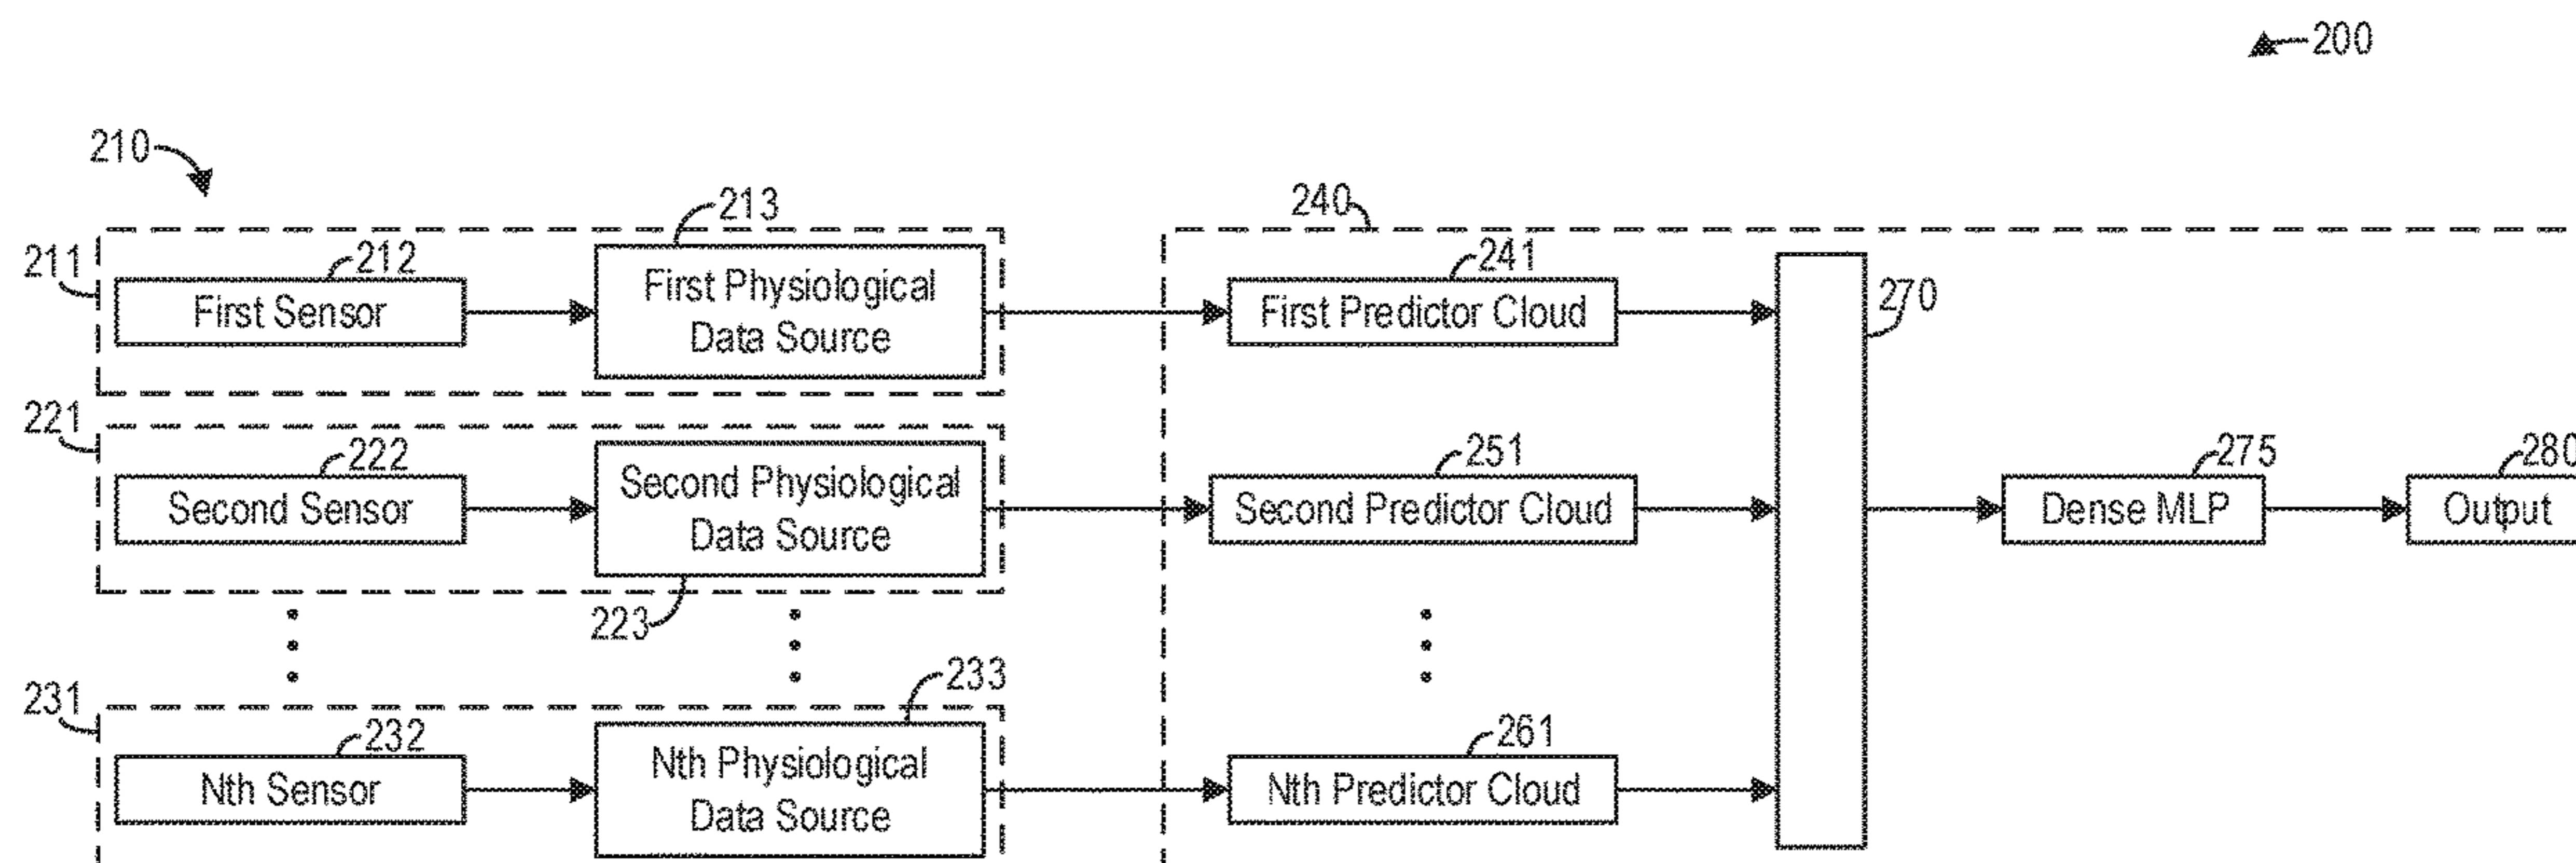 200
210
213
240
211
212
First Sensor
First Physiological
Data Source
241
First Predictor Cloud
270
221
222
Second Sensor
Second Physiological
Data Source
223
251
Second Predictor Cloud
275
Dense MLP
280
Output
231
232
Nth Sensor
233
Nth Physiological
Data Source
261
Nth Predictor Cloud